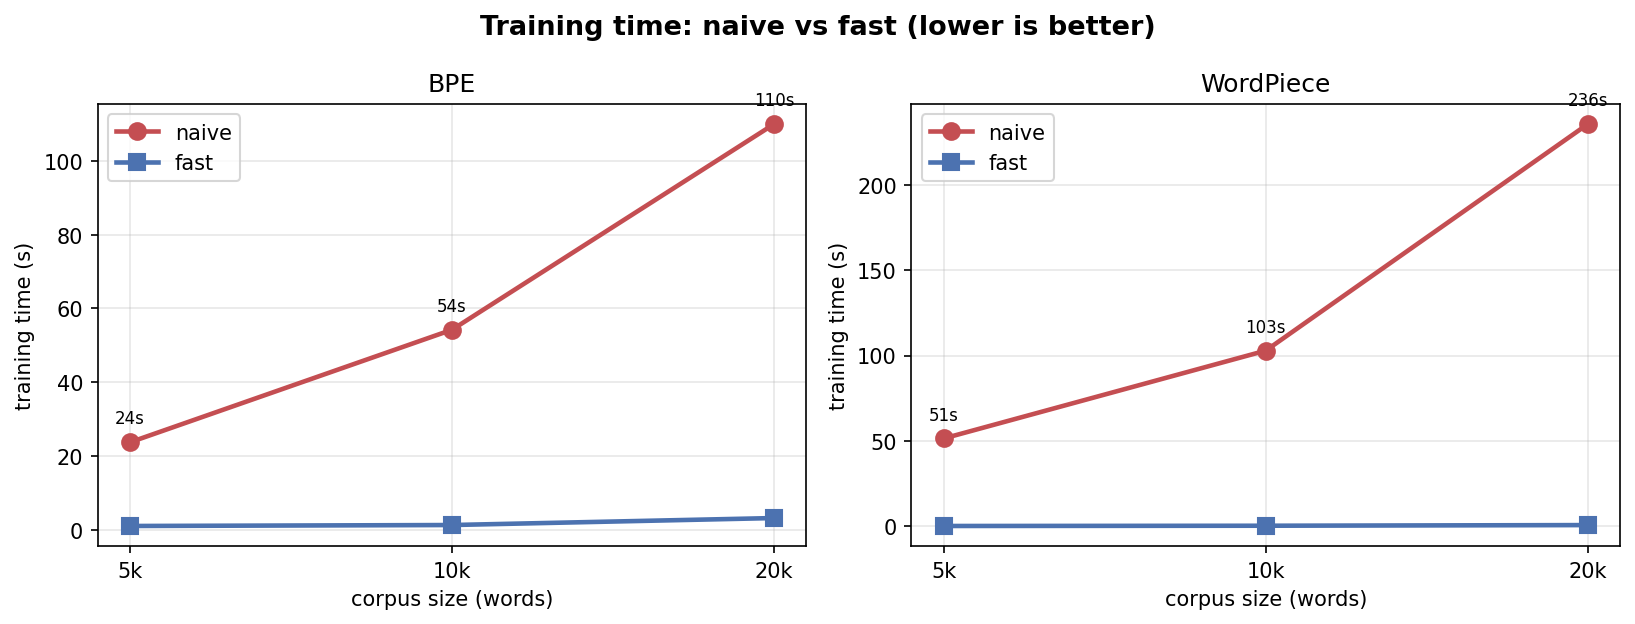 Training time: naive vs fast (lower is better)
BPE
training time (s)
100
80
60
40
20
0
naive
fast
24s
54s
110s
5k
10k
20k
corpus size (words)
WordPiece
training time (s)
200
150
100
50
0
naive
fast
51s
103s
236s
5k
10k
20k
corpus size (words)